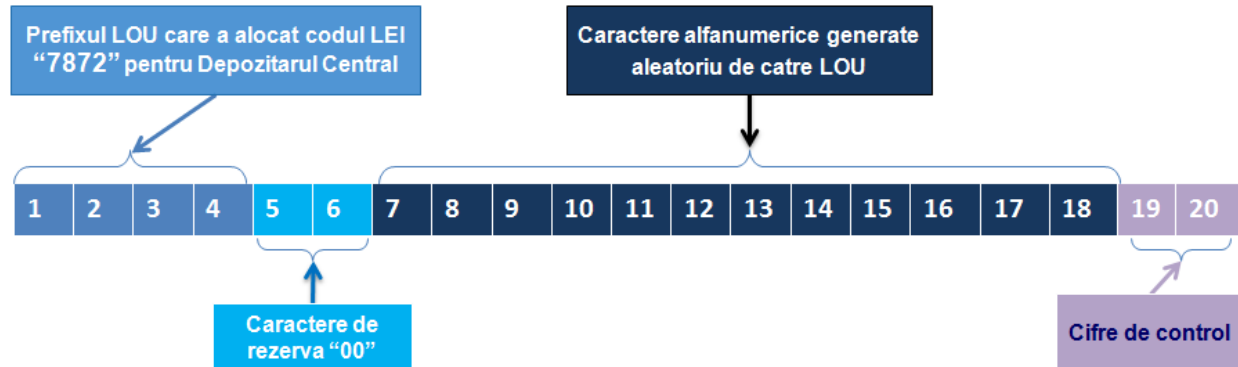 Prefixul LOU care a alocat codul LEI
“7872” pentru Depozitarul Central
Caractere alfanumerice generate
aleatoriu de catre LOU
1 2 3 4 5 6 7 8 9 10 11 12 13 14 15 16 17 18 19 20
Caractere de
rezerva “00”
Cifre de control